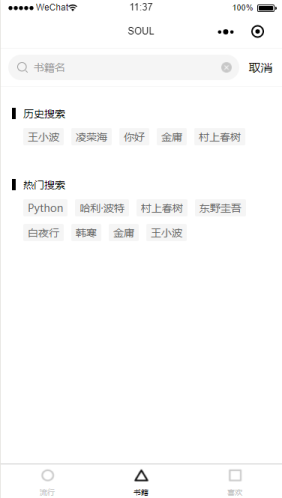 WeChat 11:37 100%
SOUL
书籍名 取消
历史搜索
王小波 凌荣海 你好 金庸 村上春树
热门搜索
Python 哈利·波特 村上春树 东野圭吾
白夜行 韩寒 金庸 王小波
流行 书籍 喜欢